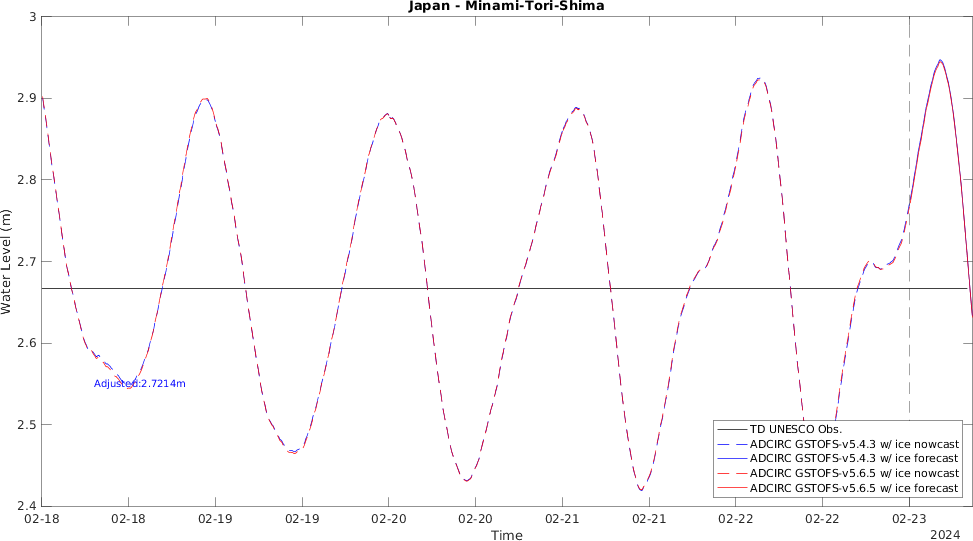 Japan - Minami-Tori-Shima
3
2.9
2.8
2.7
2.6
2.5
2.4
Water Level (m)
Adjusted:2.7214m
TD UNESCO Obs.
ADCIRC GSTOFS-v5.4.3 w/ ice nowcast
ADCIRC GSTOFS-v5.4.3 w/ ice forecast
ADCIRC GSTOFS-v5.6.5 w/ ice nowcast
ADCIRC GSTOFS-v5.6.5 w/ ice forecast
02-18 02-18 02-19 02-19 02-20 02-20 02-21 02-21 02-22 02-22 02-23
Time
2024